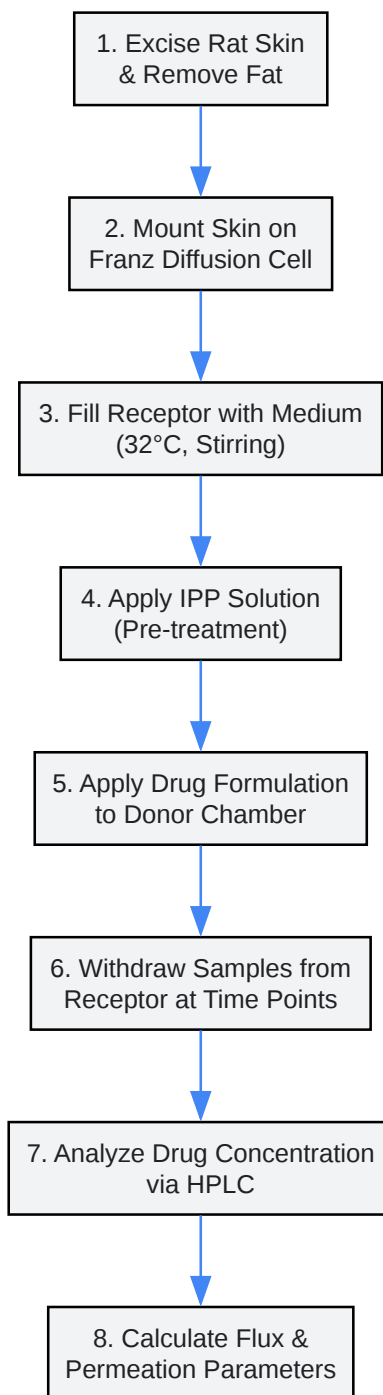 1. Excise Rat Skin
& Remove Fat
2. Mount Skin on
Franz Diffusion Cell
3. Fill Receptor with Medium
(32°C, Stirring)
4. Apply IPP Solution
(Pre-treatment)
5. Apply Drug Formulation
to Donor Chamber
6. Withdraw Samples from
Receptor at Time Points
7. Analyze Drug Concentration
via HPLC
8. Calculate Flux &
Permeation Parameters